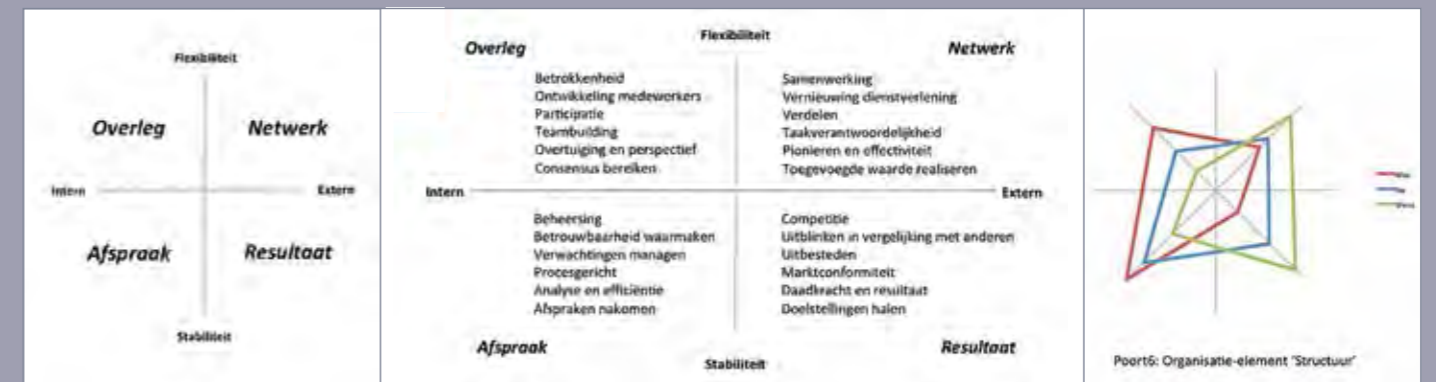 Flexibiliteit
Overleg
Netwerk
Intern
Extern
Afspraak
Resultaat
Stabiliteit
Flexibiliteit
Overleg
Netwerk
Betrokkenheid
Ontwikkeling medewerkers
Participatie
Teambuilding
Overtuiging en perspectief
Consensus bereiken
Samenwerking
Vernieuwing dienstverlening
Verdelen
Taakverantwoordelijkheid
Pionieren en effectiviteit
Toegevoegde waarde realiseren
Intern
Extern
Beheersing
Betrouwbaarheid waarmaken
Verwachtingen managen
Procesgericht
Analyse en efficiëntie
Afspraken nakomen
Competitie
Uitblinken in vergelijking met anderen
Uitbesteden
Marktconformiteit
Daadkracht en resultaat
Doelstellingen halen
Afspraak
Resultaat
Stabiliteit
Poort6: Organisatie-element 'Structuur'